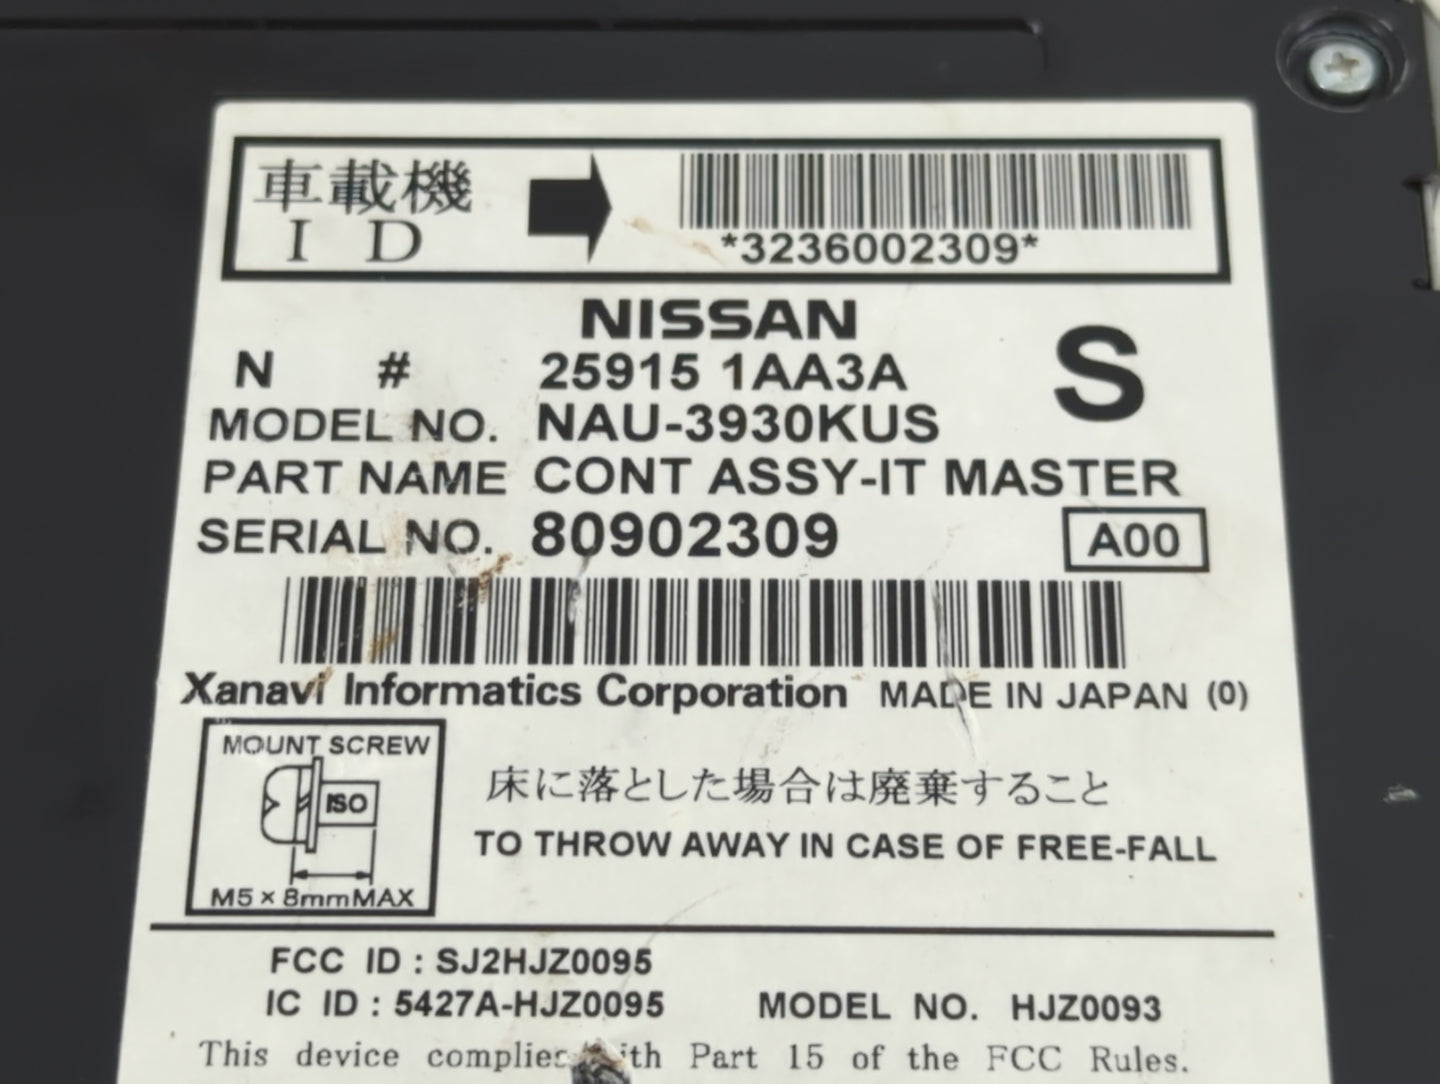 車載機
ID
*3236002309*
NISSAN
N # 25915 1AA3A
S
MODEL NO. NAU-3930KUS
PART NAME CONT ASSY-IT MASTER
SERIAL NO. 80902309
A00
Xanavi Informatics Corporation MADE IN JAPAN (0)
MOUNT SCREW
ISO
M5×8mmMAX
床に落とした場合は廃棄すること
TO THROW AWAY IN CASE OF FREE-FALL
FCC ID : SJ2HJZ0095
IC ID : 5427A-HJZ0095 MODEL NO. HJZ0093
This device complies with Part 15 of the FCC Rules.